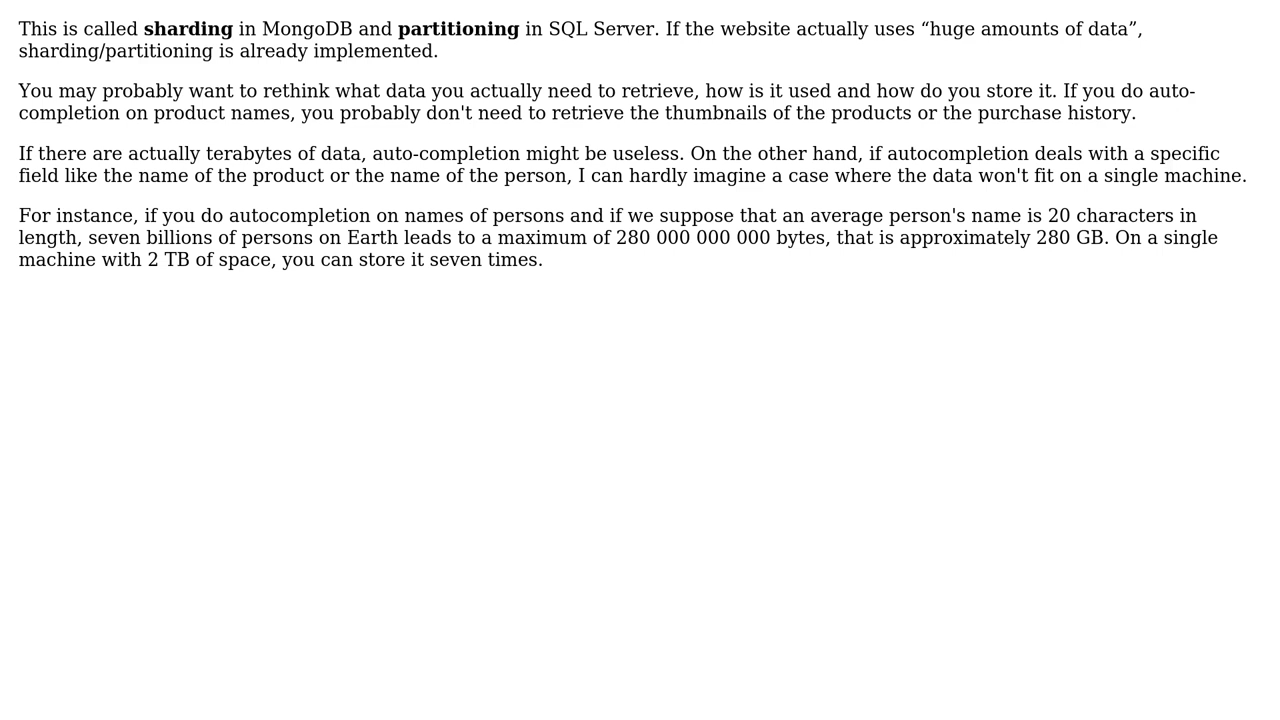 This is called sharding in MongoDB and partitioning in SQL Server. If the website actually uses “huge amounts of data”,
sharding/partitioning is already implemented.
You may probably want to rethink what data you actually need to retrieve, how is it used and how do you store it. If you do auto-
completion on product names, you probably don't need to retrieve the thumbnails of the products or the purchase history.
If there are actually terabytes of data, auto-completion might be useless. On the other hand, if autocompletion deals with a specific
field like the name of the product or the name of the person, I can hardly imagine a case where the data won't fit on a single machine.
For instance, if you do autocompletion on names of persons and if we suppose that an average person's name is 20 characters in
length, seven billions of persons on Earth leads to a maximum of 280 000 000 000 bytes, that is approximately 280 GB. On a single
machine with 2 TB of space, you can store it seven times.